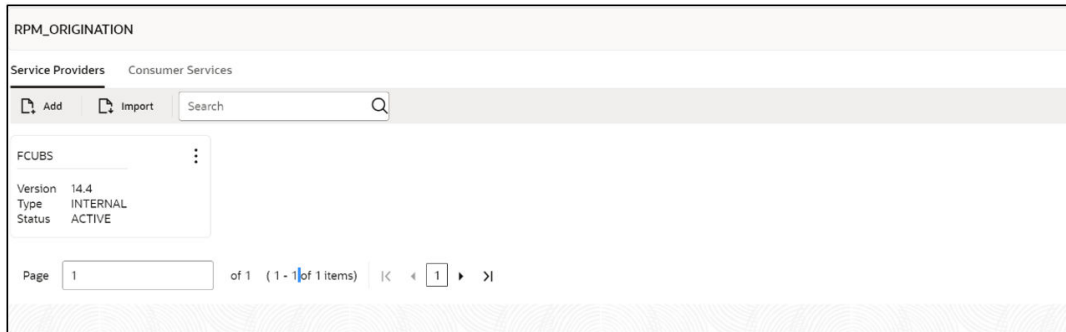 RPM_ORIGINATION
Service Providers Consumer Services
Add Import Search
FCUBS
Version 14.4
Type INTERNAL
Status ACTIVE
Page 1 of 1 ( 1 - 1 of 1 items) 1